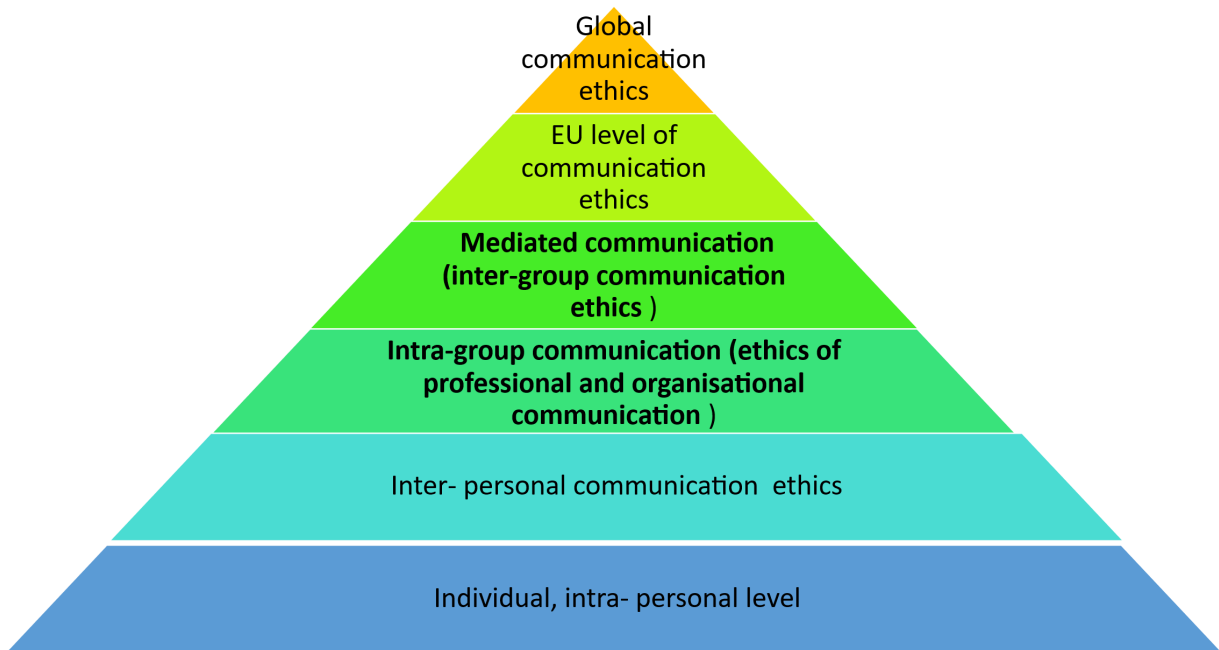 Global
communication
ethics
EU level of
communication
ethics
Mediated communication
(inter-group communication
ethics )
Intra-group communication (ethics of
professional and organisational
communication )
Inter- personal communication  ethics
Individual, intra- personal level